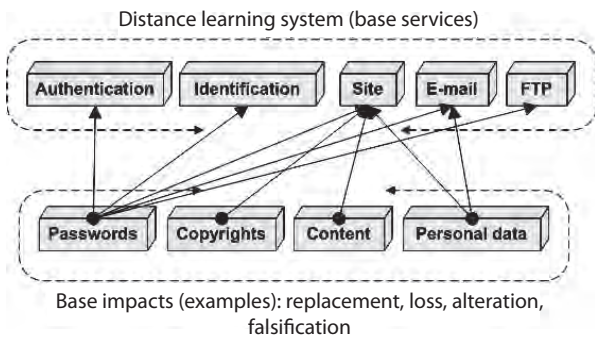 Distance learning system (base services)
Authentication
Identification
Site
E-mail
FTP
Passwords
Copyrights
Content
Personal data
Base impacts (examples): replacement, loss, alteration,
falsification